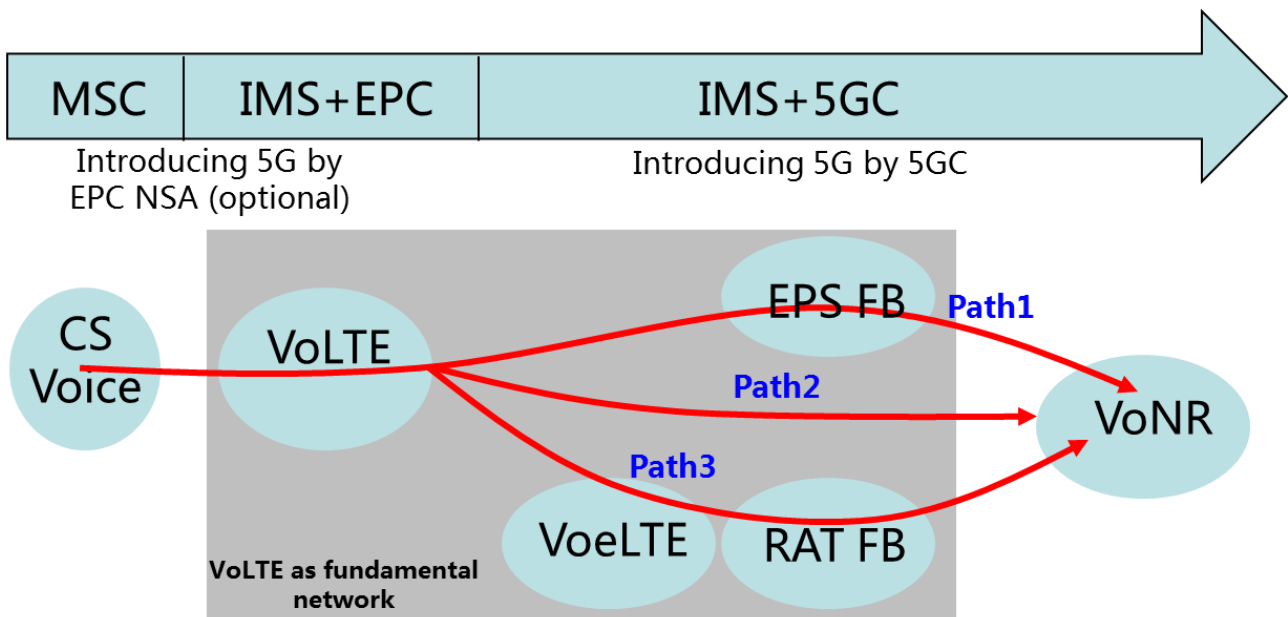 MSC
IMS+EPC
IMS+5GC
Introducing 5G by
EPC NSA (optional)
Introducing 5G by 5GC
CS
Voice
VoLTE
EPS FB
Path1
Path2
VoNR
Path3
VoeLTE
RAT FB
VoLTE as fundamental
network